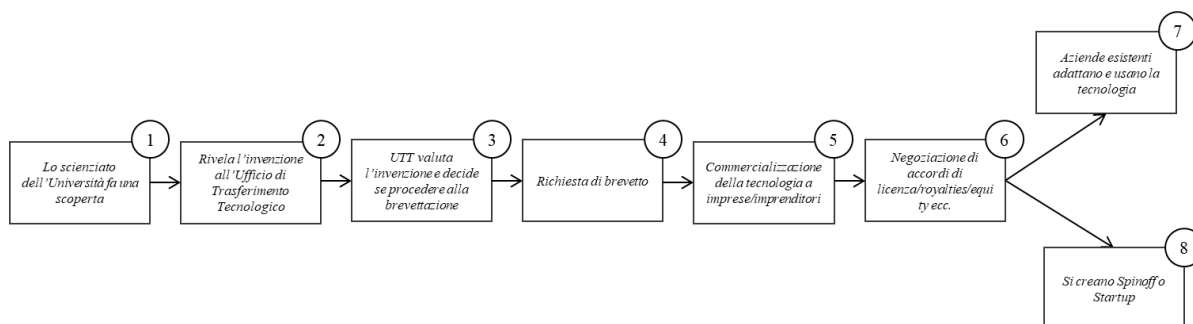 1
Lo scienziato
dell'Università fa una
scoperta
2
Rivela l'invenzione
all'Ufficio di
Trasferimento
Tecnologico
3
UTT valuta
l'invenzione e decide
se procedere alla
brevettazione
4
Richiesta di brevetto
5
Commercializzazione
della tecnologia a
imprese/imprenditori
6
Negoziazione di
accordi di
licenza/royalties/equi
ty ecc.
7
Aziende esistenti
adattano e usano la
tecnologia
8
Si creano Spinoff o
Startup